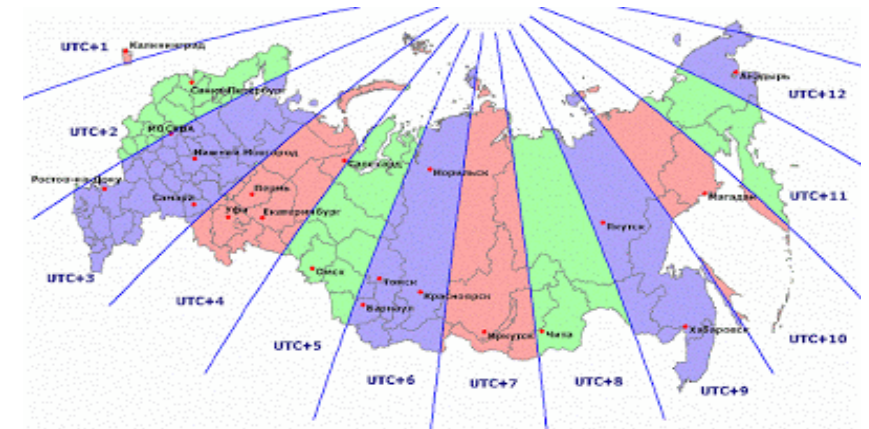 UTC+1
Калининград
Санкт-Петербург
Анадырь
UTC+12
UTC+2
МОСКВА
Нижний Новгород
Салехард
Норильск
Ростов-на-Дону
Пермь
Самара
Уфа
Екатеринбург
Магадан
UTC+11
Якутск
UTC+3
Омск
Томск
Красноярск
UTC+4
Барнаул
Иркутск
Чита
Хабаровск
UTC+10
UTC+5
UTC+6
UTC+7
UTC+8
UTC+9